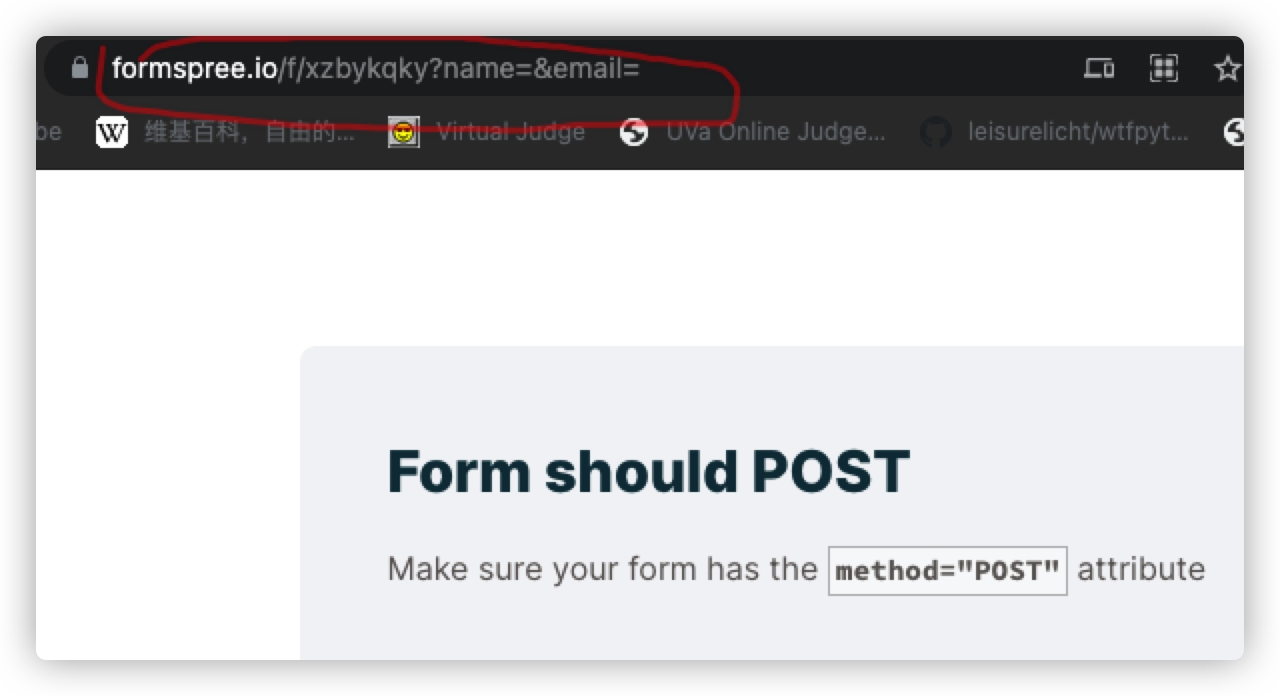 formspree.io/f/xzbykqky?name=&email=
be W 维基百科，自由的... Virtual Judge UVa Online Judge... leisurelicht/wtfpyt...
Form should POST
Make sure your form has the method="POST" attribute